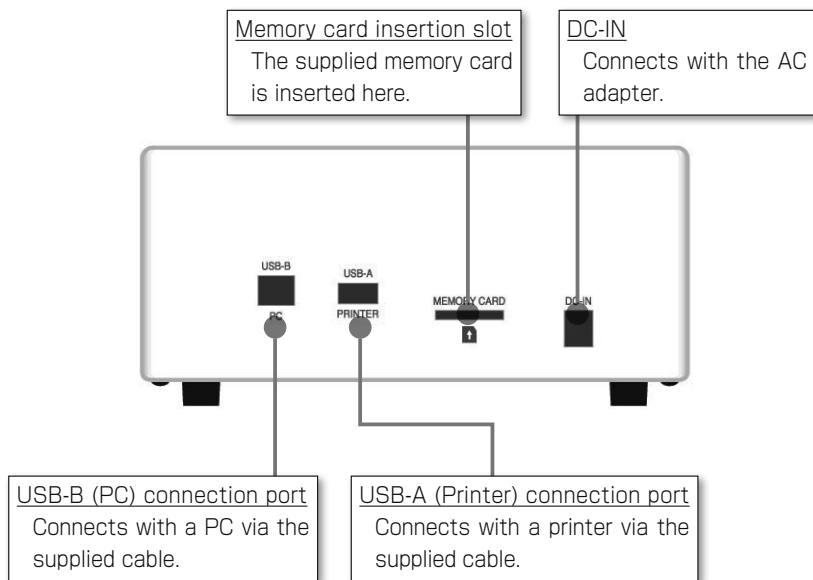 Memory card insertion slot
The supplied memory card
is inserted here.
DC-IN
Connects with the AC
adapter.
USB-B
USB-A
MEMORY CARD
DC-IN
PC
PRINTER
USB-B (PC) connection port
Connects with a PC via the
supplied cable.
USB-A (Printer) connection port
Connects with a printer via the
supplied cable.